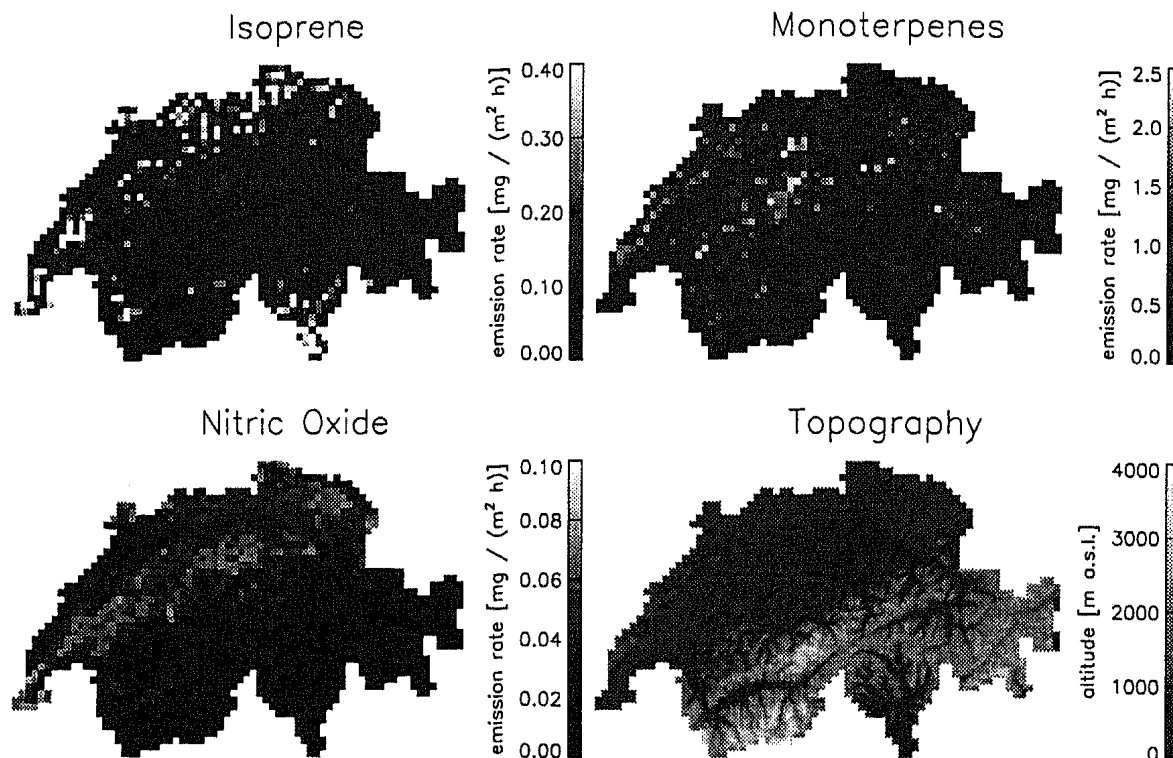 Isoprene
0.40
0.30
0.20
0.10
0.00
emission rate [mg / (m² h)]
Monoterpenes
2.5
2.0
1.5
1.0
0.5
0.0
emission rate [mg / (m² h)]
Nitric Oxide
0.10
0.08
0.06
0.04
0.02
0.00
emission rate [mg / (m² h)]
Topography
4000
3000
2000
1000
0
altitude [m a.s.l.]